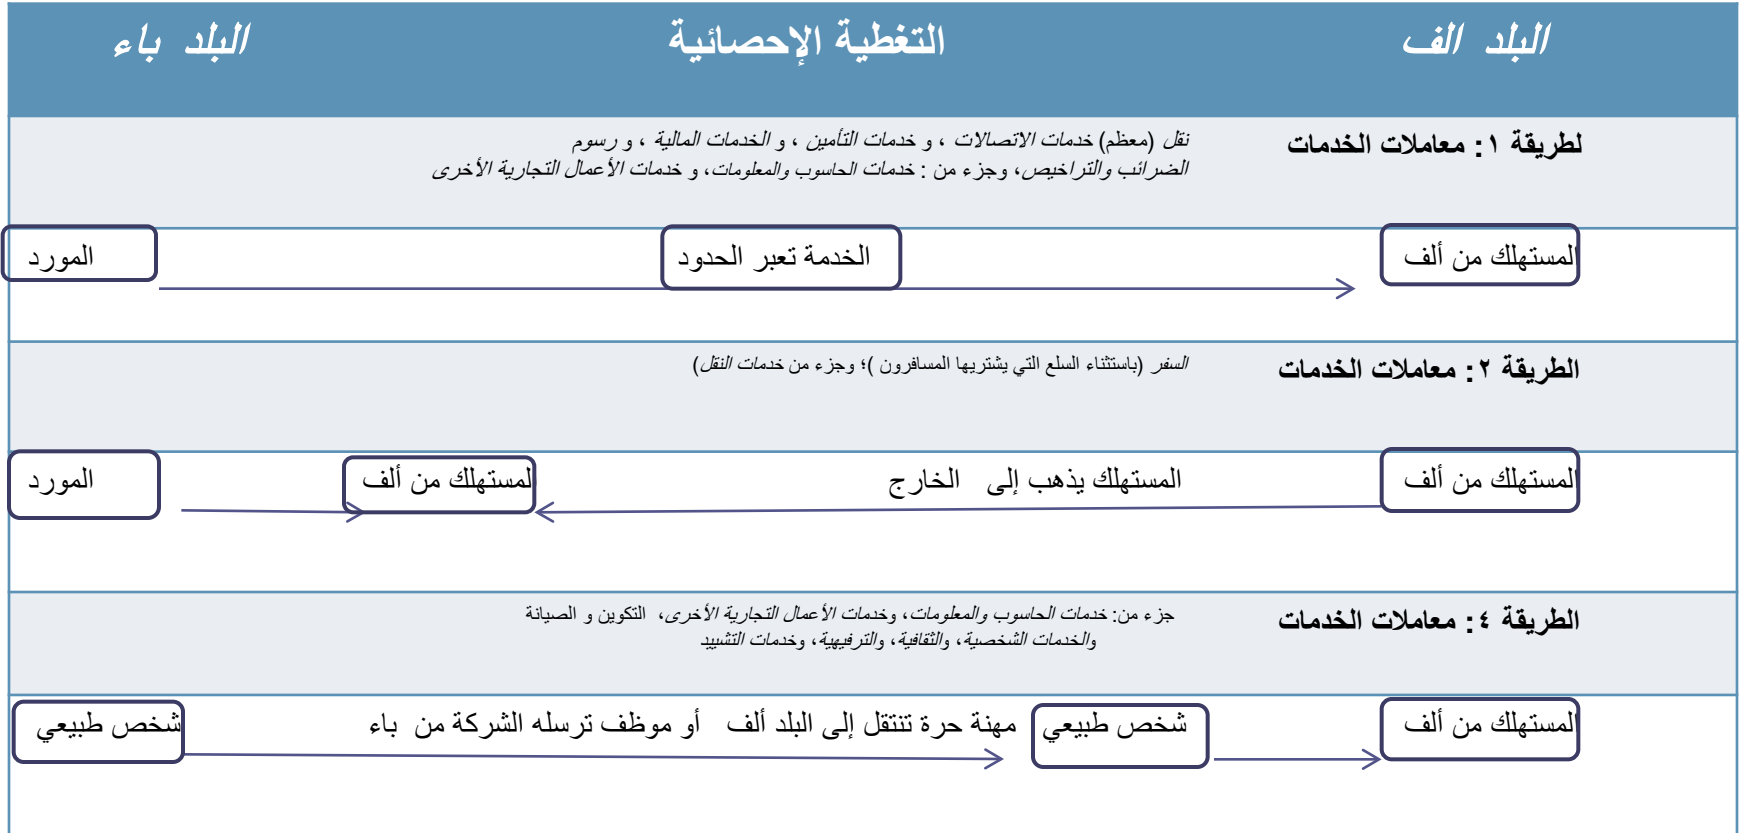 البلد الف
التغطية الإحصائية
البلد باء
لطريقة ١: معاملات الخدمات
نقل (معظم) خدمات الاتصالات ، و خدمات التأمين ، و الخدمات المالية ، و رسوم
الضرائب والتراخيص، وجزء من : خدمات الحاسوب والمعلومات، و خدمات الأعمال التجارية الأخرى
المستهلك من ألف
الخدمة تعبر الحدود
المورد
الطريقة ٢: معاملات الخدمات
السفر (باستثناء السلع التي يشتريها المسافرون )؛ وجزء من خدمات النقل)
المستهلك من ألف
المستهلك يذهب إلى الخارج
المستهلك من ألف
المورد
الطريقة ٤: معاملات الخدمات
جزء من: خدمات الحاسوب والمعلومات، وخدمات الأعمال التجارية الأخرى، التكوين و الصيانة
والخدمات الشخصية، والثقافية، والترفيهية، وخدمات التشييد
المستهلك من ألف
شخص طبيعي
مهنة حرة تنتقل إلى البلد ألف أو موظف ترسله الشركة من باء
شخص طبيعي